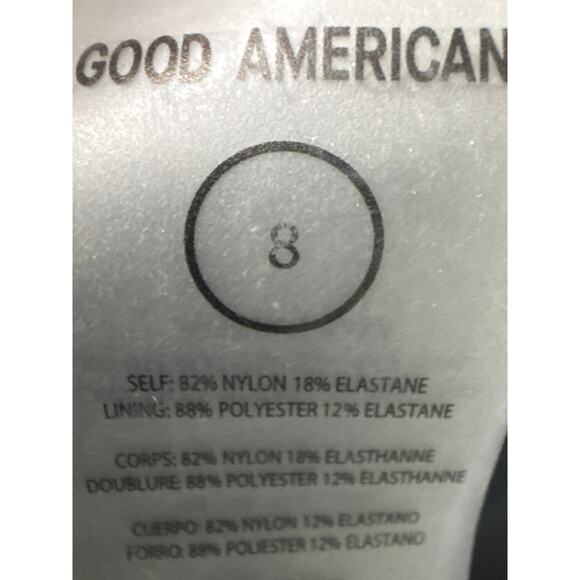 GOOD AMERICAN
8
SELF: 82% NYLON 18% ELASTANE
LINING: 88% POLYESTER 12% ELASTANE
CORPS: 82% NYLON 18% ELASTHANNE
DOUBLURE: 88% POLYESTER 12% ELASTHANNE
CUERPO: 82% NYLON 12% ELASTANO
FORRO: 88% POLIESTER 12% ELASTANO